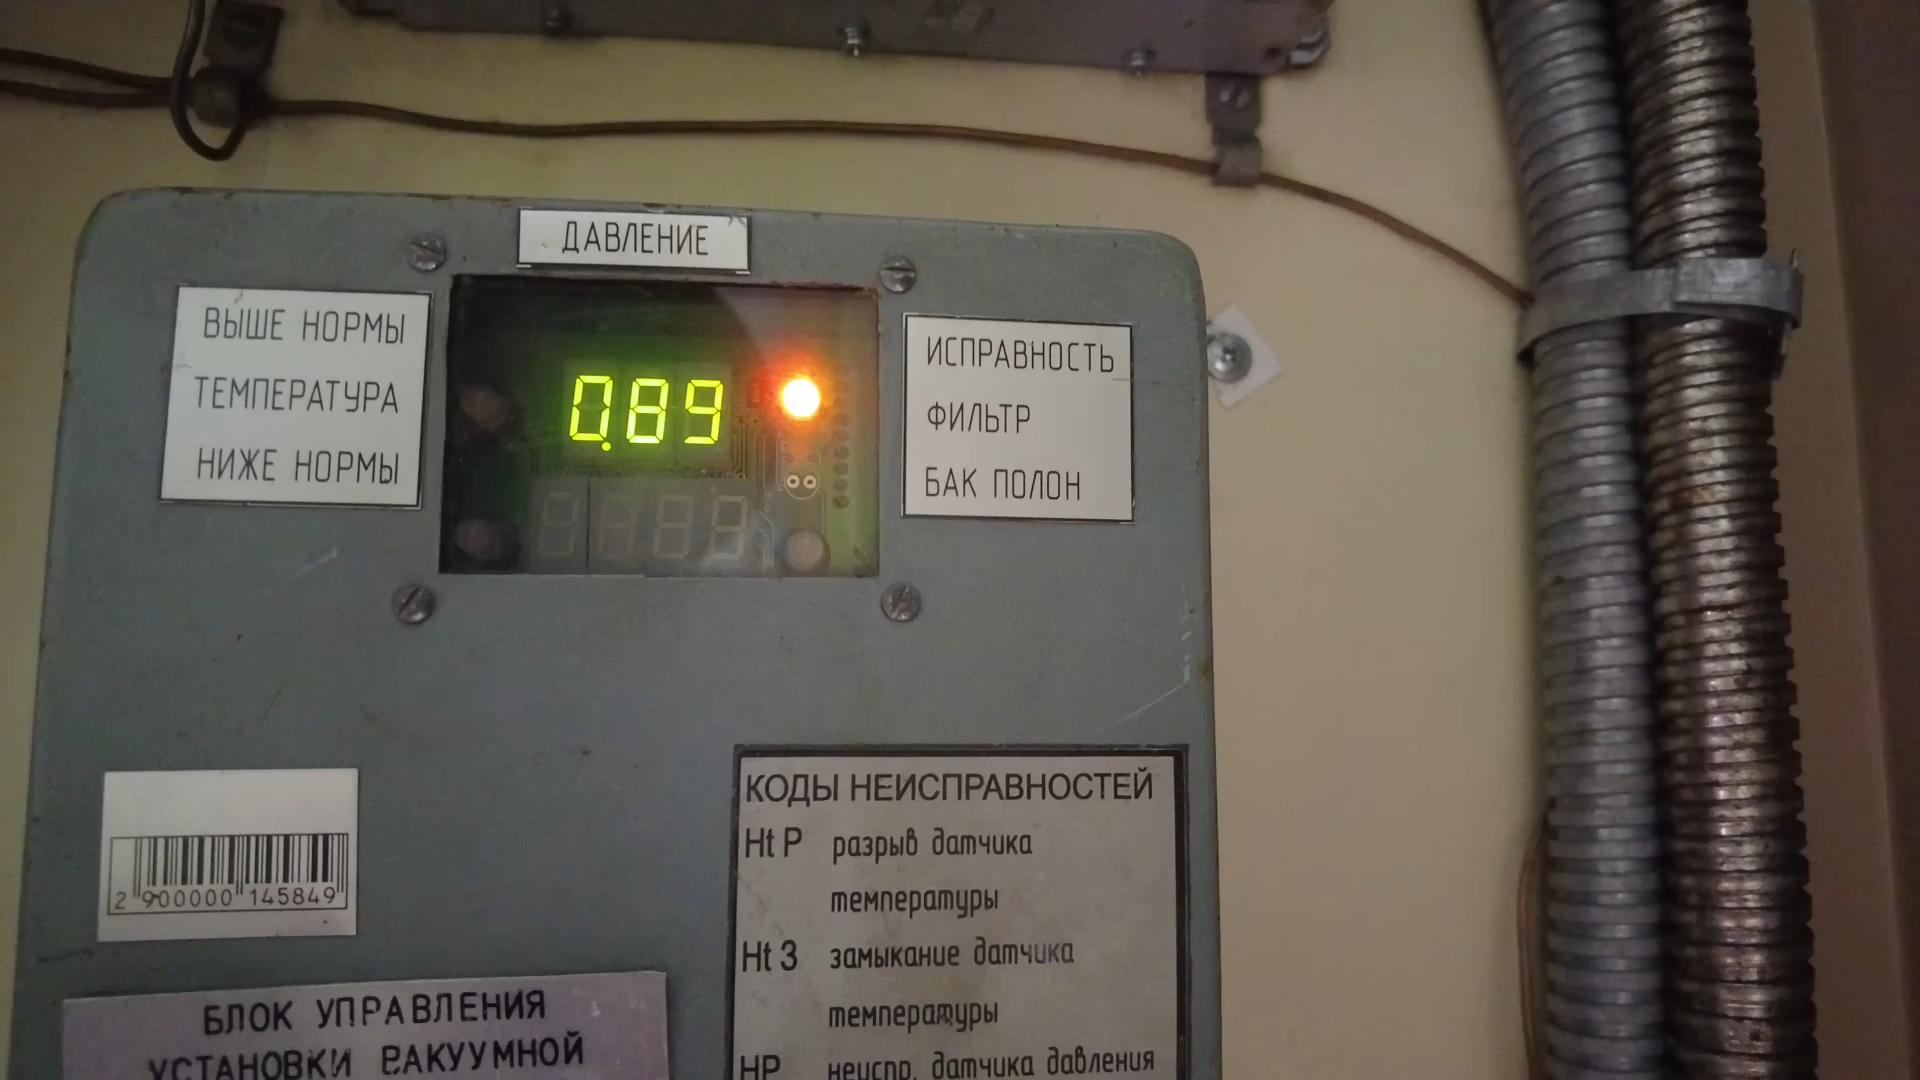 ДАВЛЕНИЕ
ВЫШЕ НОРМЫ
ТЕМПЕРАТУРА
НИЖЕ НОРМЫ
0.89
ИСПРАВНОСТЬ
ФИЛЬТР
БАК ПОЛОН
2 900000 145849
БЛОК УПРАВЛЕНИЯ
УСТАНОВКИ ВАКУУМНОЙ
КОДЫ НЕИСПРАВНОСТЕЙ
Ht P разрыв датчика
температуры
Ht 3 замыкание датчика
температуры
HP неиспр. датчика давления